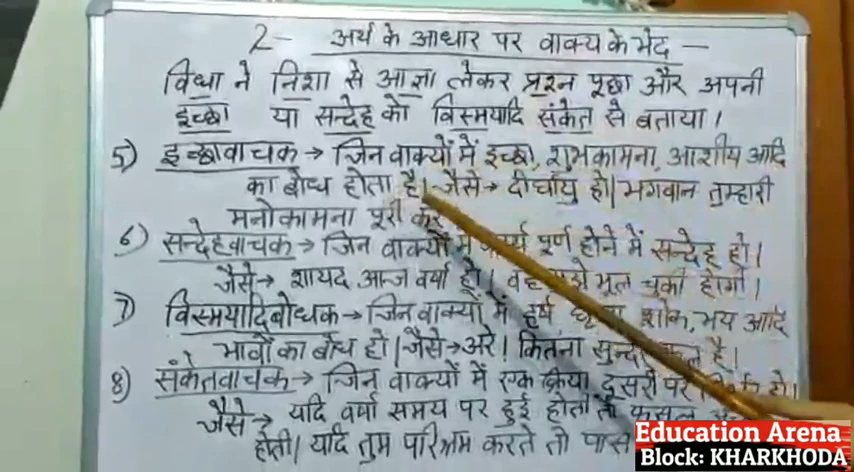 2- अर्थ के आधार पर वाक्य के भेद -
विधा ने निशा से आज्ञा लेकर प्रश्न पूछा और अपनी
इच्छा या सन्देह को विस्मयादि संकेत से बताया।
5) इच्छावाचक → जिन वाक्यों में इच्छा, शुभकामना, आशीष आदि
का बोध होता है। जैसे → दीर्घायु हो। भगवान तुम्हारी
मनोकामना पूरी करें
6) सन्देहवाचक → जिन वाक्यों में कार्य पूर्ण होने में सन्देह हो।
जैसे → शायद आज वर्षा हो। वह मुझे भूल चुकी होगी।
7) विस्मयादिबोधक → जिन वाक्यों में हर्ष घृणा शोक, भय आदि
भावों का बोध हो। जैसे → अरे। कितना सुन्दर है।
8) संकेतवाचक → जिन वाक्यों में एक क्रिया दूसरी पर हो।
जैसे → यदि वर्षा समय पर हुई होती तो फसल
होती। यदि तुम परिश्रम करते तो पास
Education Arena
Block: KHARKHODA